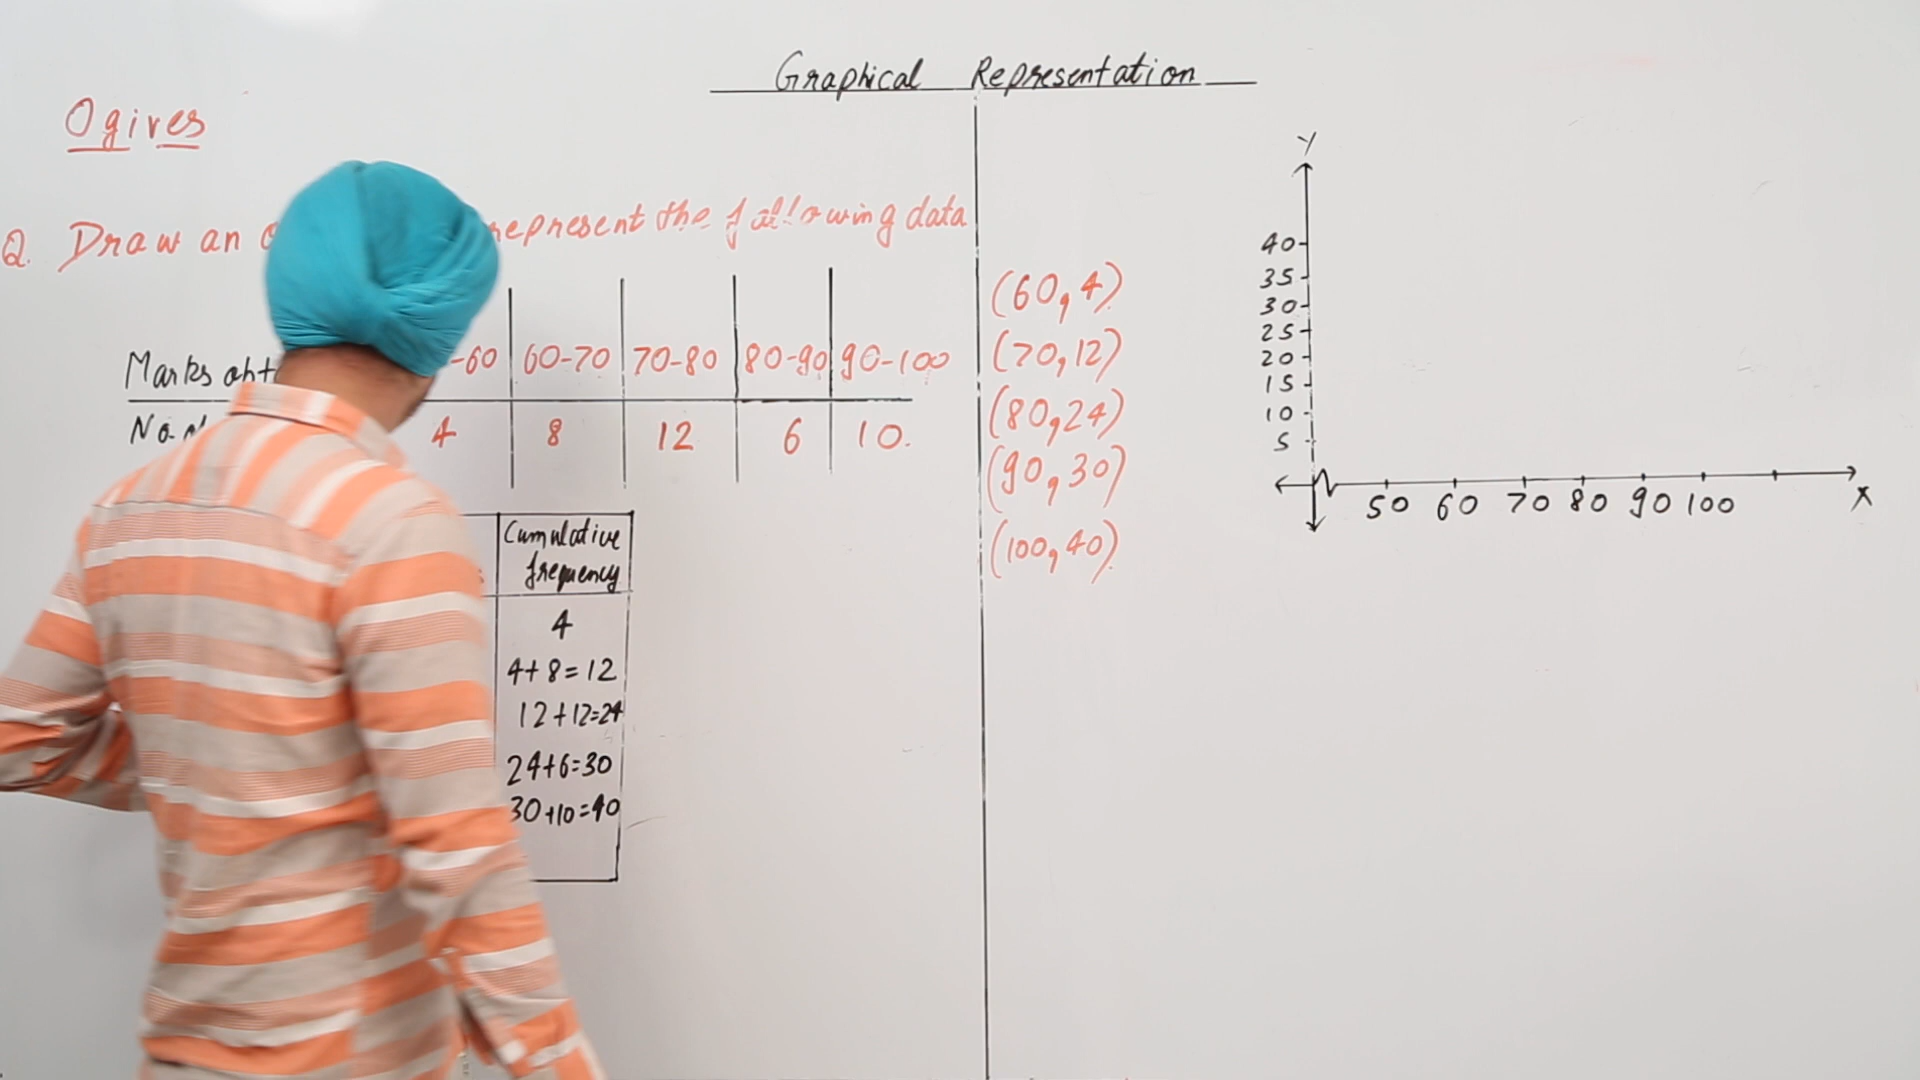 Graphical Representation
Ogives
Q. Draw an represent the following data
Marks obt -60 60-70 70-80 80-90 90-100
No. of 4 8 12 6 10.
Cumulative
frequency
4
4+8=12
12+12=24
24+6=30
30+10=40
(60,4)
(70,12)
(80,24)
(90,30)
(100,40)
Y
40
35
30
25
20
15
10
5
50 60 70 80 90 100 X